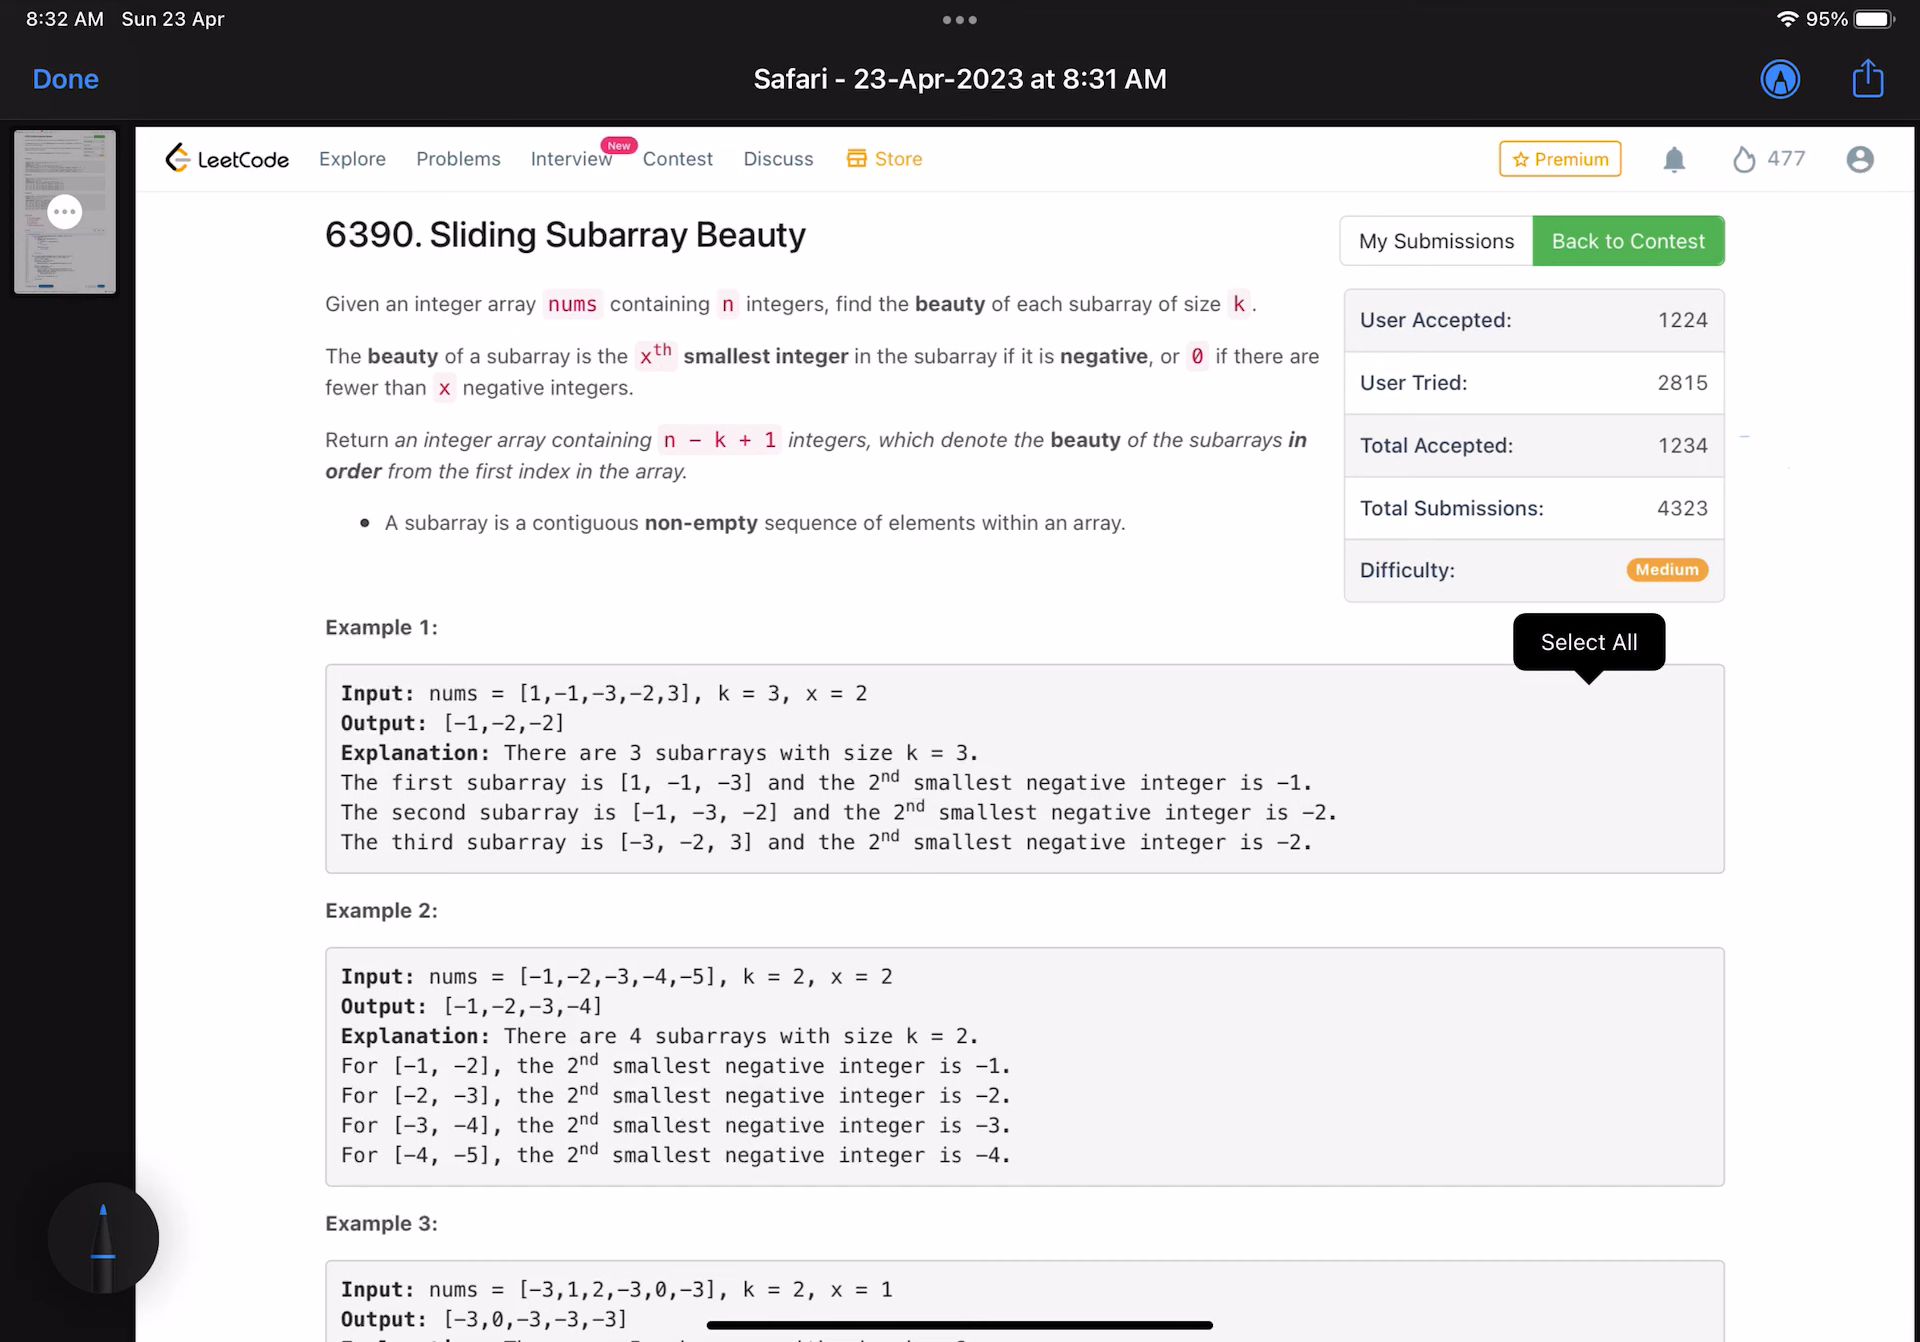 8:32 AM Sun 23 Apr
95%
Done
Safari - 23-Apr-2023 at 8:31 AM
LeetCode
Explore
Problems
Interview
New
Contest
Discuss
Store
Premium
477
6390. Sliding Subarray Beauty
My Submissions
Back to Contest
Given an integer array nums containing n integers, find the beauty of each subarray of size k.
The beauty of a subarray is the xth smallest integer in the subarray if it is negative, or 0 if there are
fewer than x negative integers.
Return an integer array containing n - k + 1 integers, which denote the beauty of the subarrays in
order from the first index in the array.
• A subarray is a contiguous non-empty sequence of elements within an array.
User Accepted: 1224
User Tried: 2815
Total Accepted: 1234
Total Submissions: 4323
Difficulty: Medium
Select All
Example 1:
Input: nums = [1,-1,-3,-2,3], k = 3, x = 2
Output: [-1,-2,-2]
Explanation: There are 3 subarrays with size k = 3.
The first subarray is [1, -1, -3] and the 2nd smallest negative integer is -1.
The second subarray is [-1, -3, -2] and the 2nd smallest negative integer is -2.
The third subarray is [-3, -2, 3] and the 2nd smallest negative integer is -2.
Example 2:
Input: nums = [-1,-2,-3,-4,-5], k = 2, x = 2
Output: [-1,-2,-3,-4]
Explanation: There are 4 subarrays with size k = 2.
For [-1, -2], the 2nd smallest negative integer is -1.
For [-2, -3], the 2nd smallest negative integer is -2.
For [-3, -4], the 2nd smallest negative integer is -3.
For [-4, -5], the 2nd smallest negative integer is -4.
Example 3:
Input: nums = [-3,1,2,-3,0,-3], k = 2, x = 1
Output: [-3,0,-3,-3,-3]